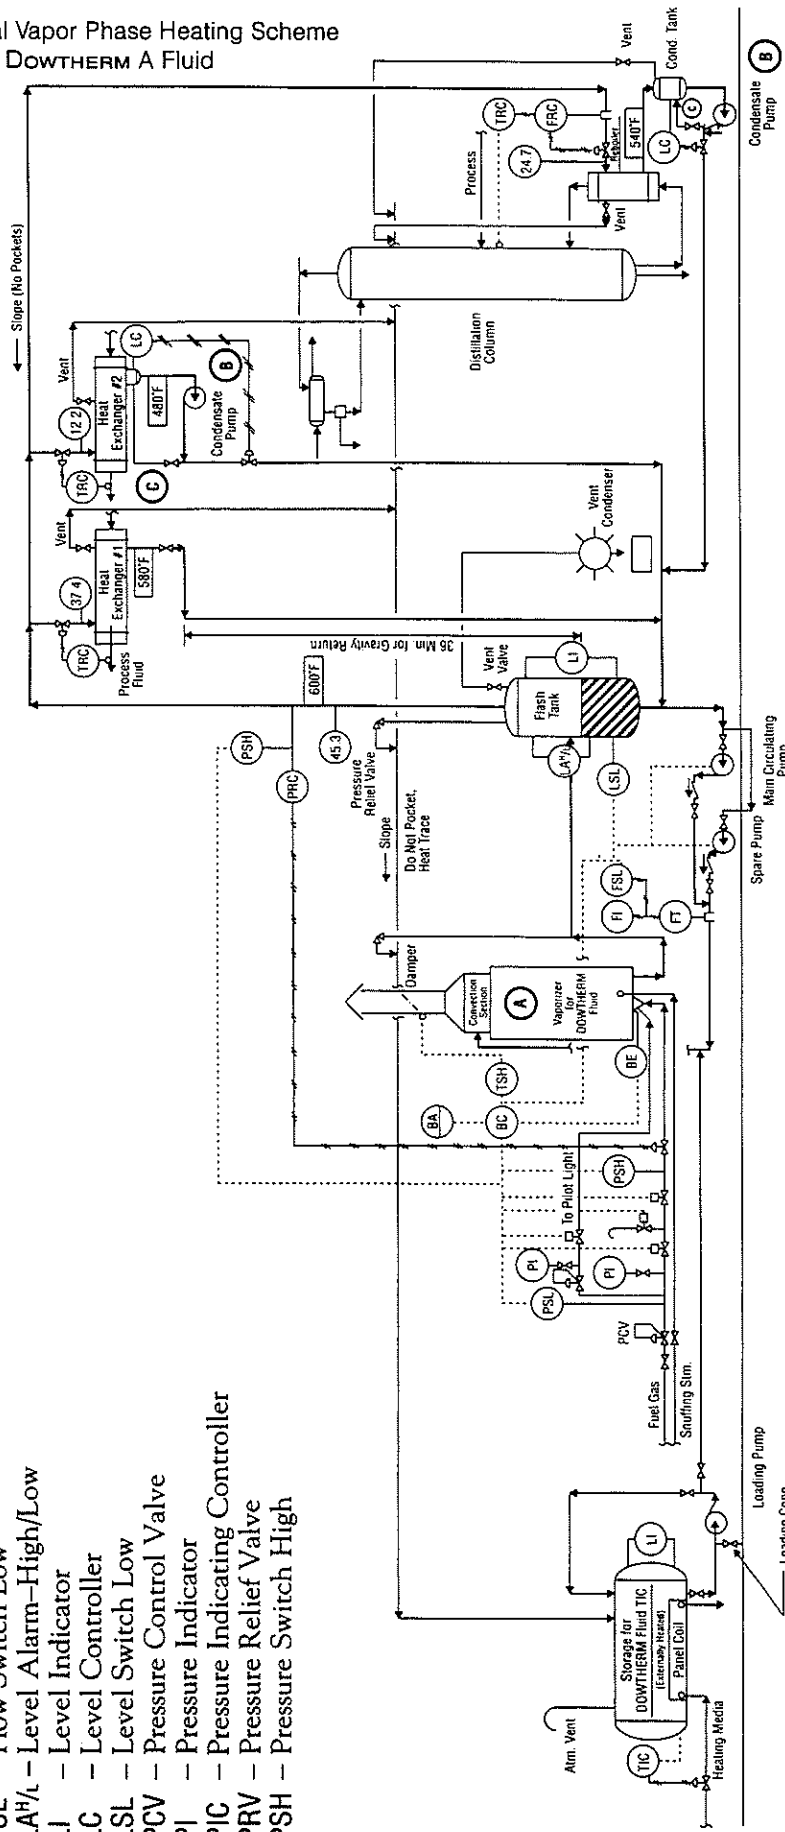 al Vapor Phase Heating Scheme
DOWTHERM A Fluid
LAH/L – Level Alarm–High/Low
LI – Level Indicator
LC – Level Controller
LSL – Level Switch Low
PCV – Pressure Control Valve
PI – Pressure Indicator
PIC – Pressure Indicating Controller
PRV – Pressure Relief Valve
PSH – Pressure Switch High
Slope (No Pockets)
Vent
Cond. Tank
TRC
FRC
24.7
Process
Reboiler
540°F
C
LC
Condensate
Pump
B
Vent
Distillation
Column
Vent
12 2
Heat
Exchanger #2
TRC
LC
480°F
B
C
Condensate
Pump
Vent
37 4
Heat
Exchanger #1
TRC
580°F
Process
Fluid
36 Min. for Gravity Return
Vent
Condenser
Vent
Valve
600°F
PSH
PRC
45.3
Pressure
Relief Valve
Slope
Do Not Pocket,
Heat Trace
Flash
Tank
LI
LAH/L
LSL
Main Circulating
Pump
Spare Pump
FSL
FI
FT
Damper
Convection
Section
A
Vaporizer
for
DOWTHERM
Fluid
TSH
BE
BA
BC
To Pilot Light
PSH
PI
PI
PSL
PCV
Fuel Gas
Snuffing Stm.
Loading Pump
Atm. Vent
Storage for
DOWTHERM Fluid TIC
(Externally Heated)
Panel Coil
LI
TIC
Heating Media